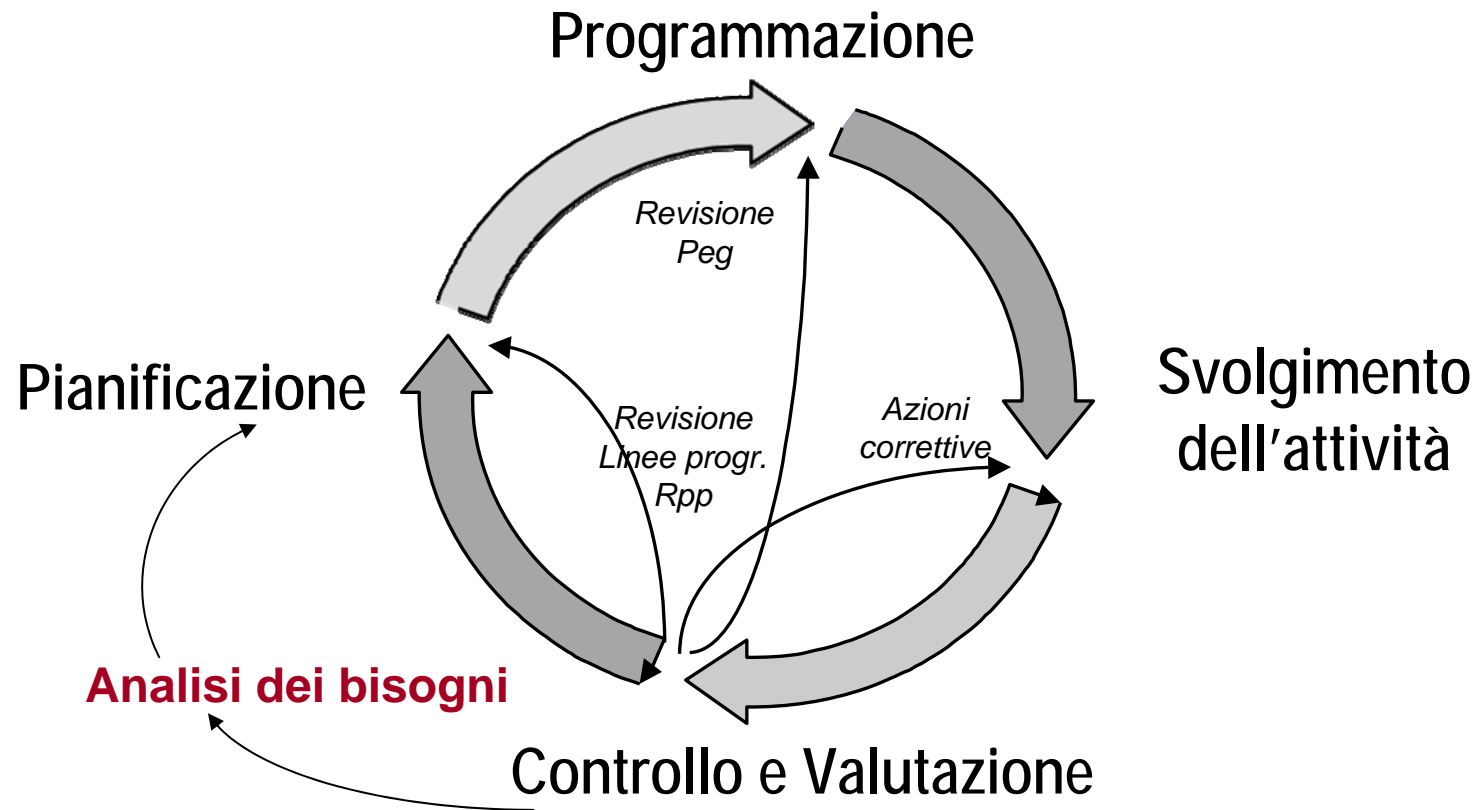 Programmazione
Revisione
Peg
Pianificazione
Svolgimento
dell’attività
Revisione
Linee progr.
Rpp
Azioni
correttive
Analisi dei bisogni
Controllo e Valutazione